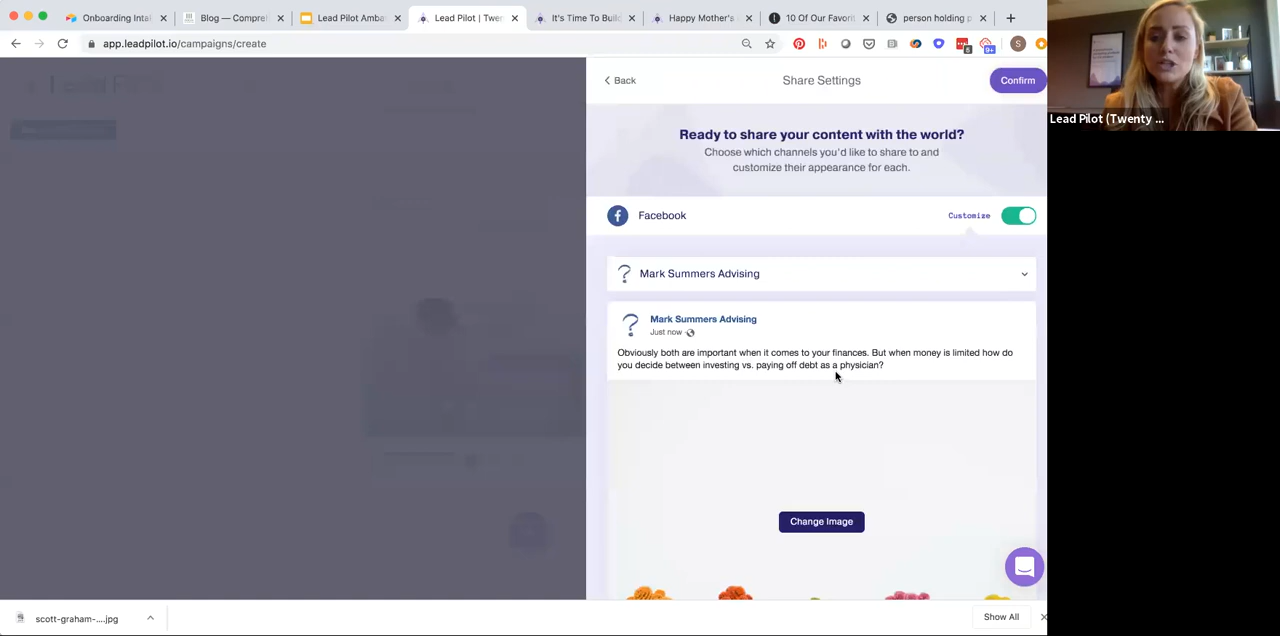 Onboarding Intal
Blog — Compre
Lead Pilot Amba
Lead Pilot | Twen
It's Time To Buil
Happy Mother's
10 Of Our Favori
person holding p
app.leadpilot.io/campaigns/create
S
6
9+
Back
Share Settings
Confirm
Ready to share your content with the world?
Choose which channels you'd like to share to and
customize their appearance for each.
Facebook
Customize
Mark Summers Advising
Mark Summers Advising
Just now
Obviously both are important when it comes to your finances. But when money is limited how do
you decide between investing vs. paying off debt as a physician?
Change Image
scott-graham-....jpg
Show All
Lead Pilot (Twenty ...